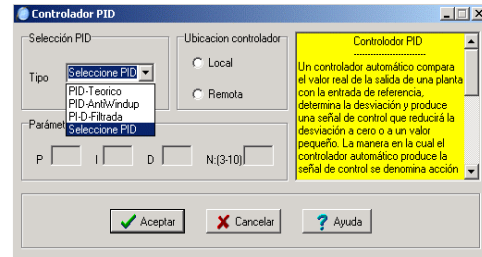 Controlador PID
Selección PID
Tipo
Seleccione PID
PID-Teorico
PID-AntiWindup
PI-D-Filtrada
Seleccione PID
Ubicacion controlador
Local
Remota
Parámet
P
I
D
N:(3-10)
Controlodor PID
------------------------
Un controlador automático compara
el valor real de la salida de una planta
con la entrada de referencia,
determina la desviación y produce
una señal de control que reducirá la
desviación a cero o a un valor
pequeño. La manera en la cual el
controlador automático produce la
señal de control se denomina acción
Aceptar
Cancelar
Ayuda